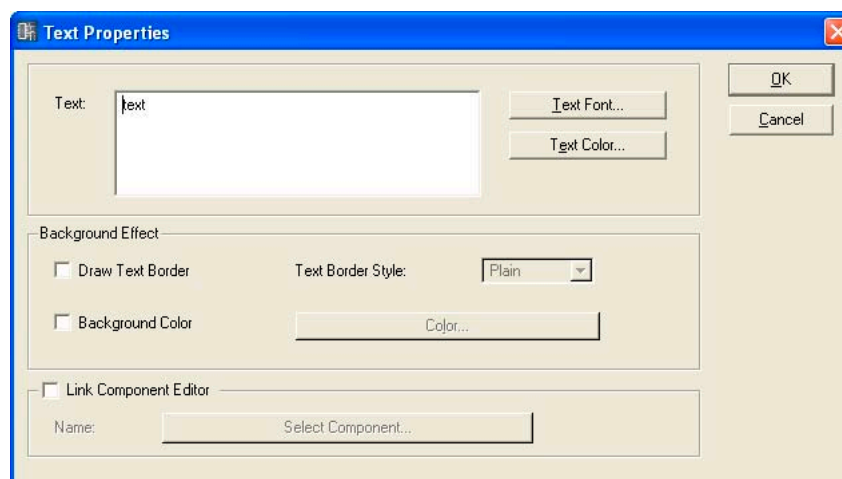 Text Properties
OK
Text: text Text Font...
Cancel
Text Color...
Background Effect
Draw Text Border Text Border Style: Plain
Background Color Color...
Link Component Editor
Name: Select Component...